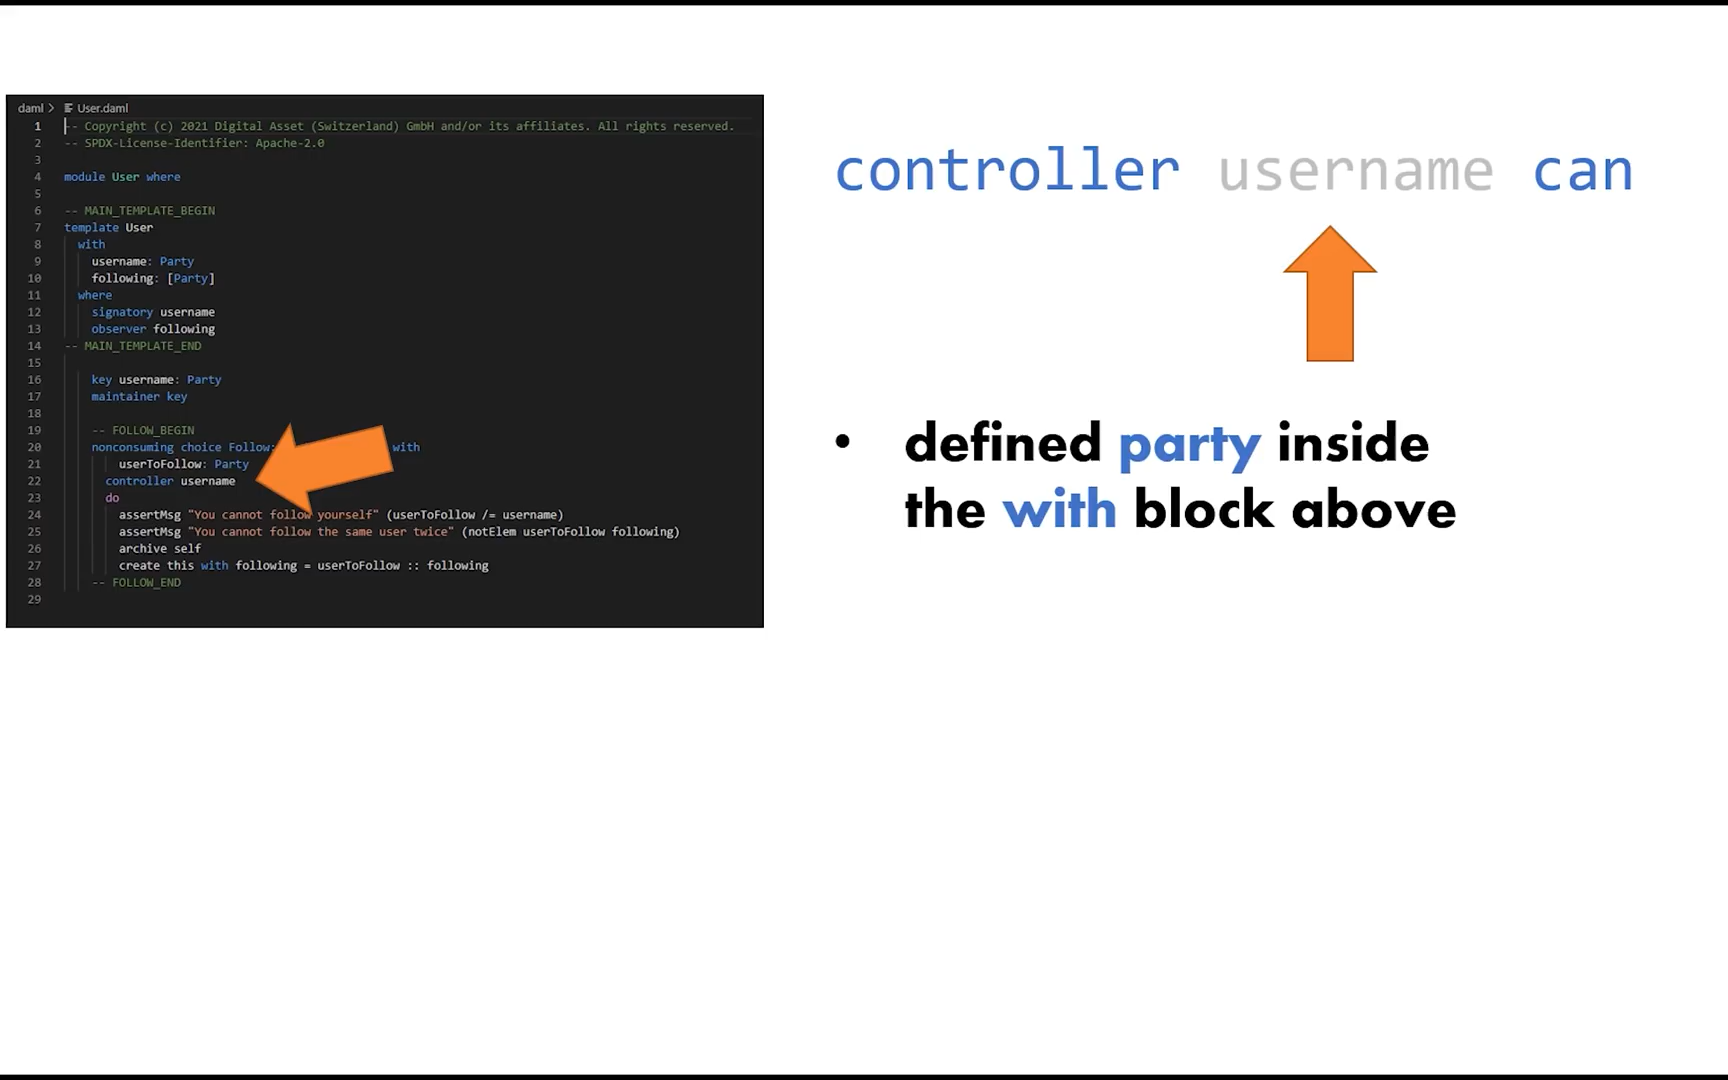 daml > User.daml
1 -- Copyright (c) 2021 Digital Asset (Switzerland) GmbH and/or its affiliates. All rights reserved.
2 -- SPDX-License-Identifier: Apache-2.0
3
4 module User where
5
6 -- MAIN_TEMPLATE_BEGIN
7 template User
8 with
9 username: Party
10 following: [Party]
11 where
12 signatory username
13 observer following
14 -- MAIN_TEMPLATE_END
15
16 key username: Party
17 maintainer key
18
19 -- FOLLOW_BEGIN
20 nonconsuming choice Follow: with
21 userToFollow: Party
22 controller username
23 do
24 assertMsg "You cannot follow yourself" (userToFollow /= username)
25 assertMsg "You cannot follow the same user twice" (notElem userToFollow following)
26 archive self
27 create this with following = userToFollow :: following
28 -- FOLLOW_END
29
controller username can
• defined party inside
the with block above